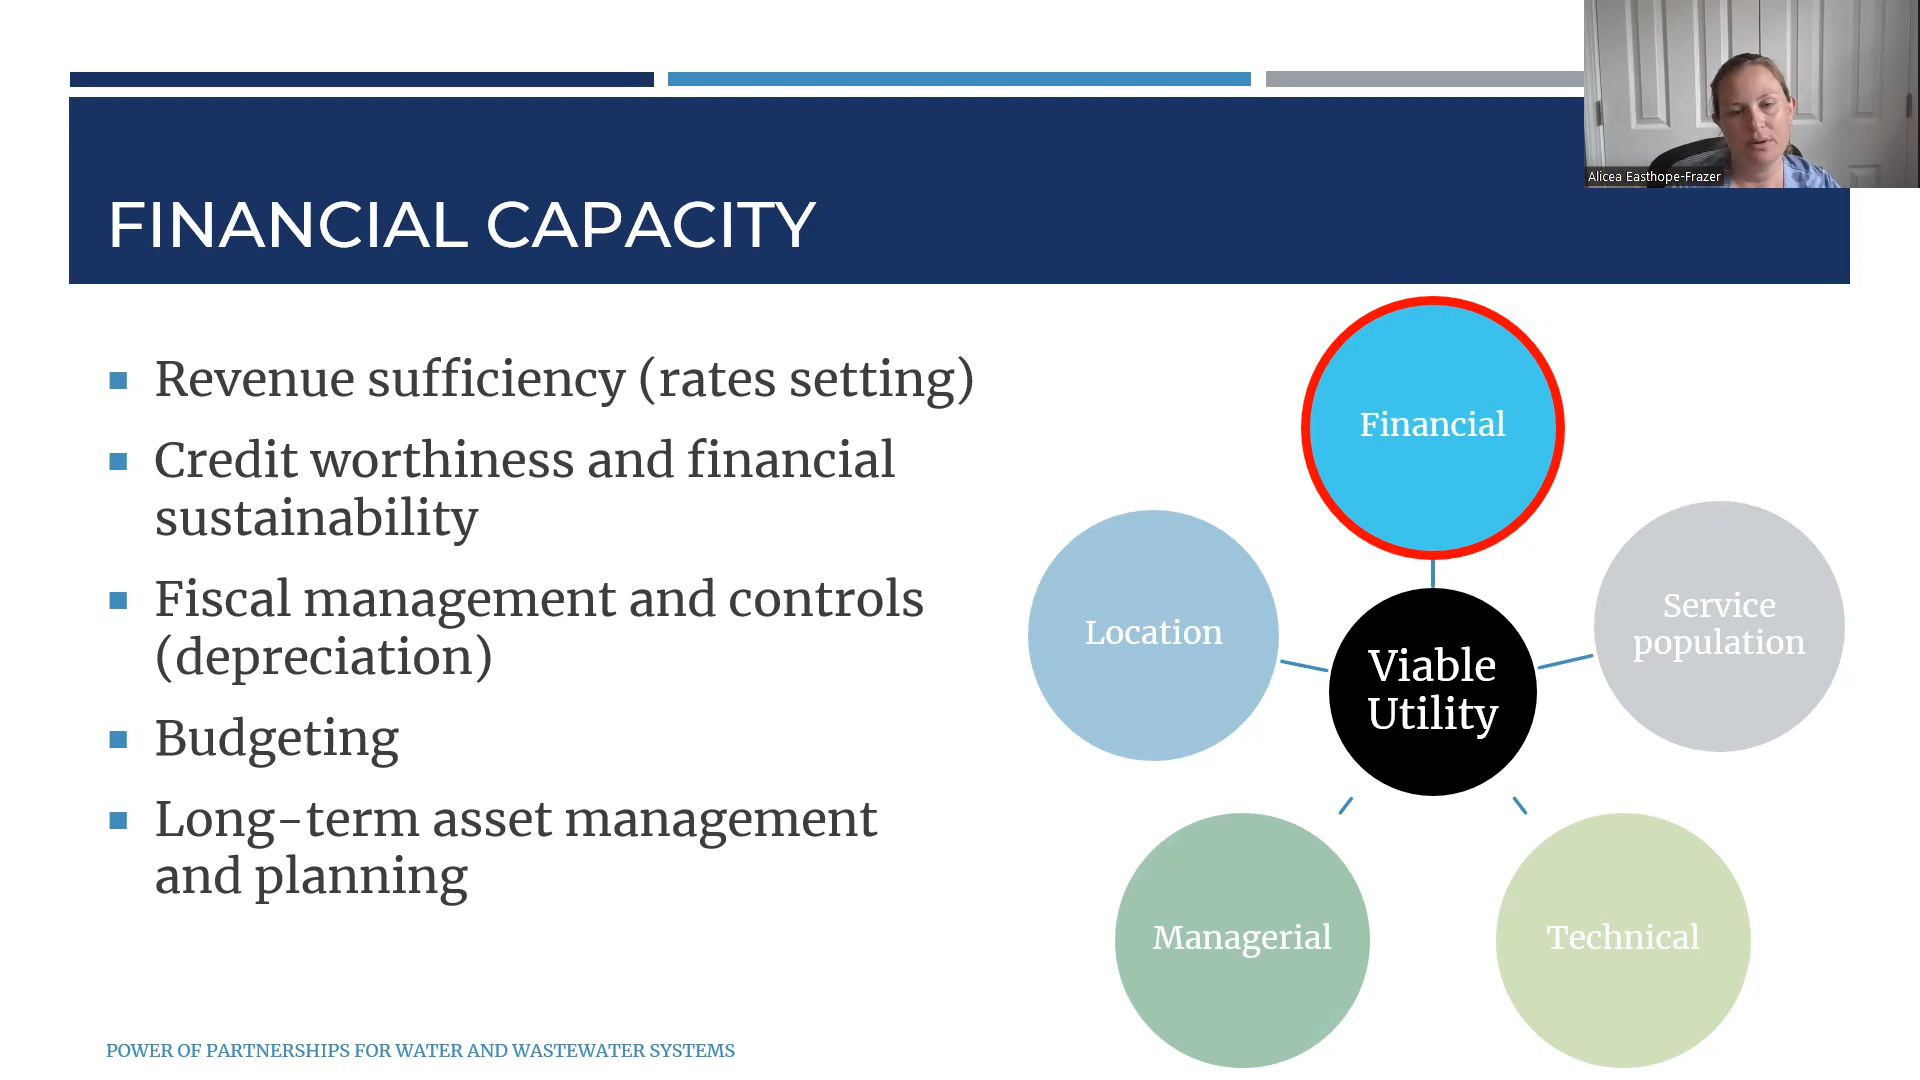 Alicea Easthope-Frazer
FINANCIAL CAPACITY
Revenue sufficiency (rates setting)
Credit worthiness and financial
sustainability
Fiscal management and controls
(depreciation)
Budgeting
Long-term asset management
and planning
Financial
Location
Service
population
Viable
Utility
Managerial
Technical
POWER OF PARTNERSHIPS FOR WATER AND WASTEWATER SYSTEMS